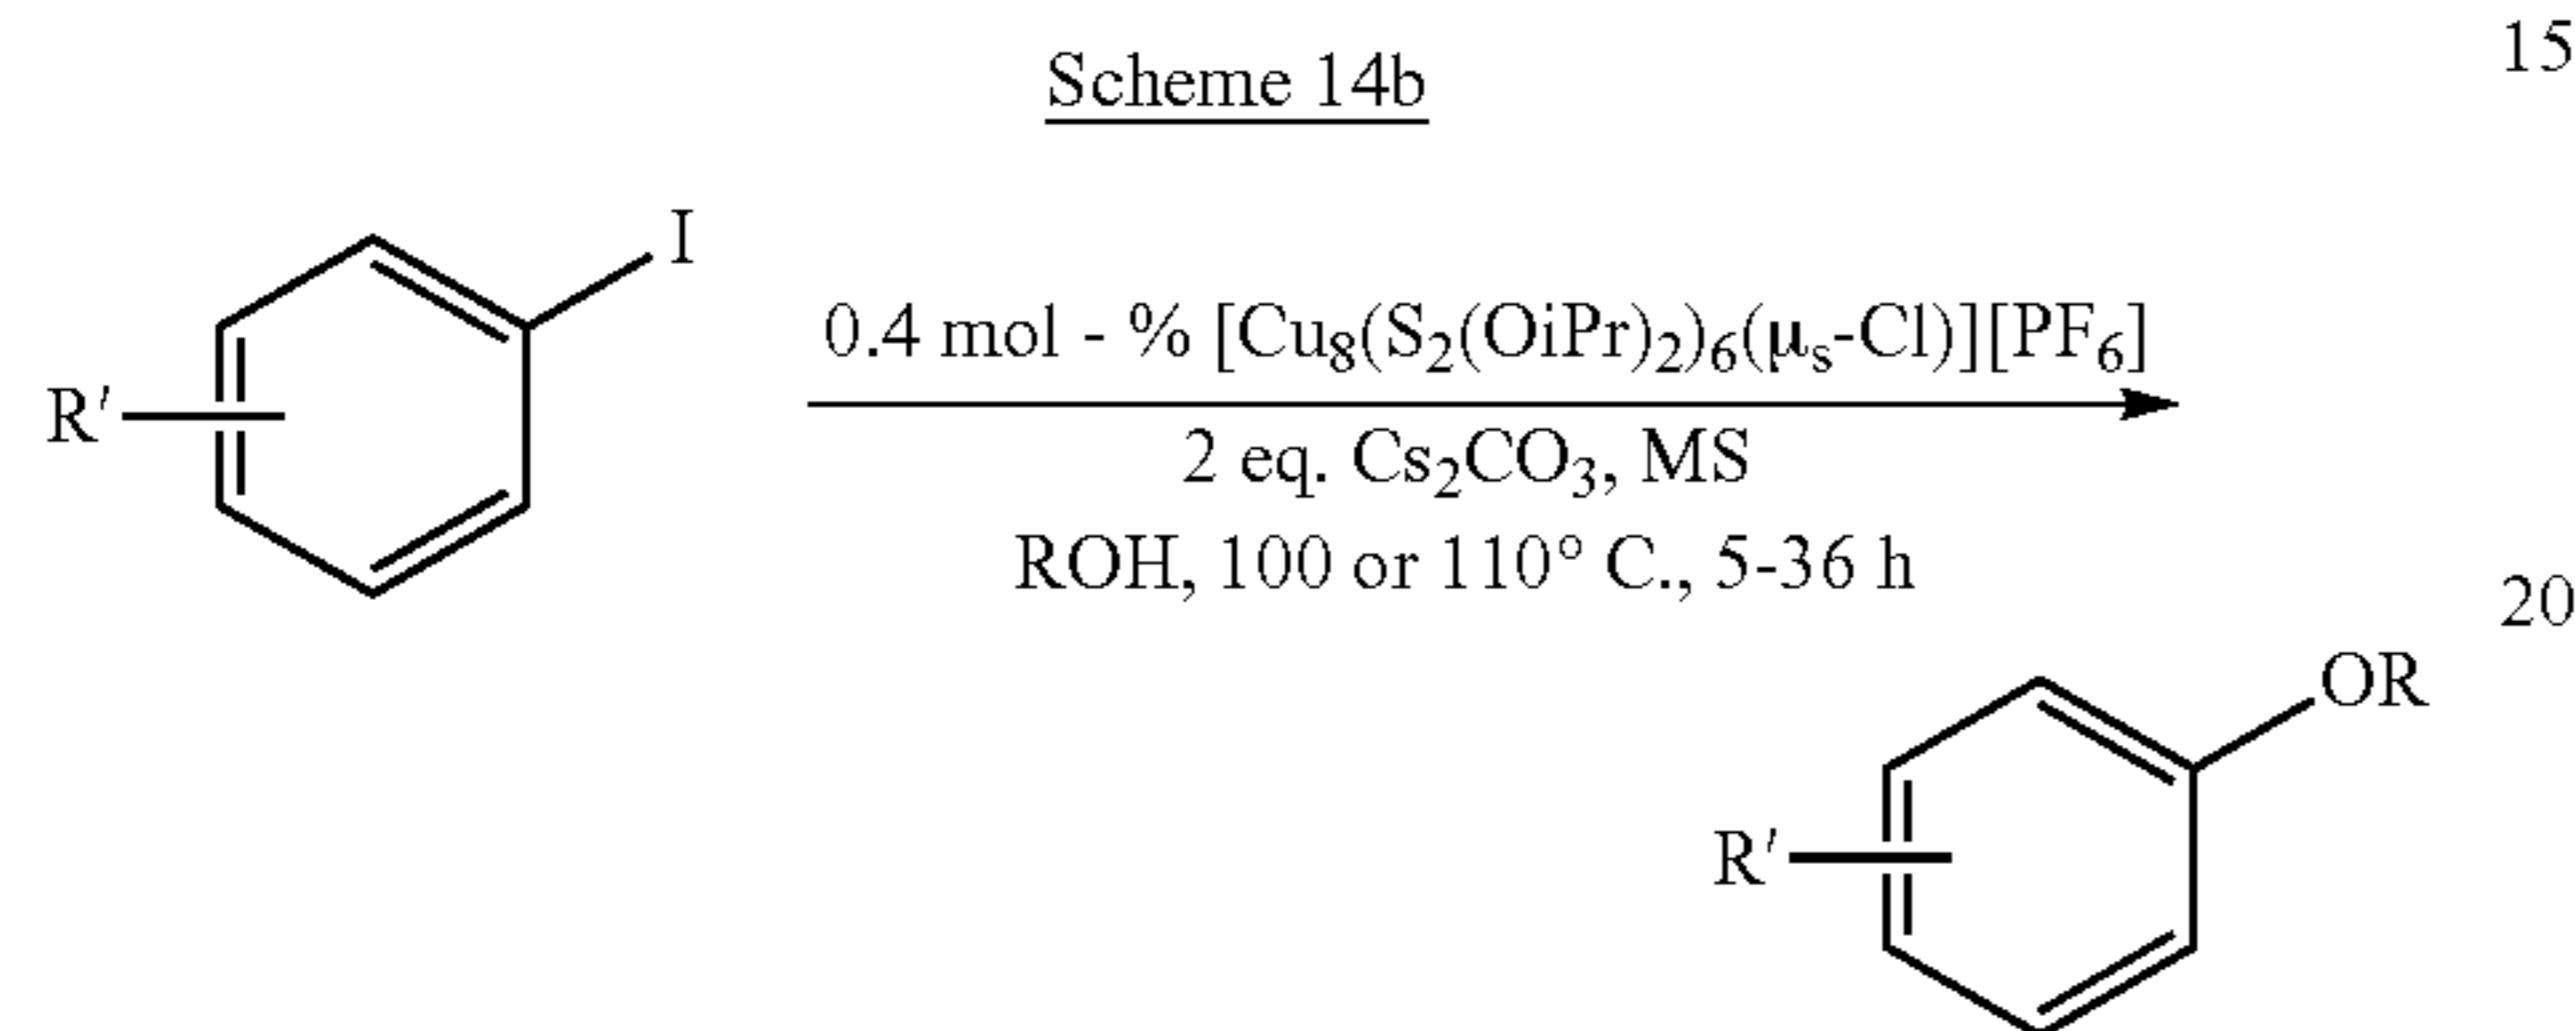 15
Scheme 14b
I
R′
0.4 mol - % [Cu₈(S₂(OiPr)₂)₆(μₛ-Cl)][PF₆]
2 eq. Cs₂CO₃, MS
ROH, 100 or 110° C., 5-36 h
20
OR
R′